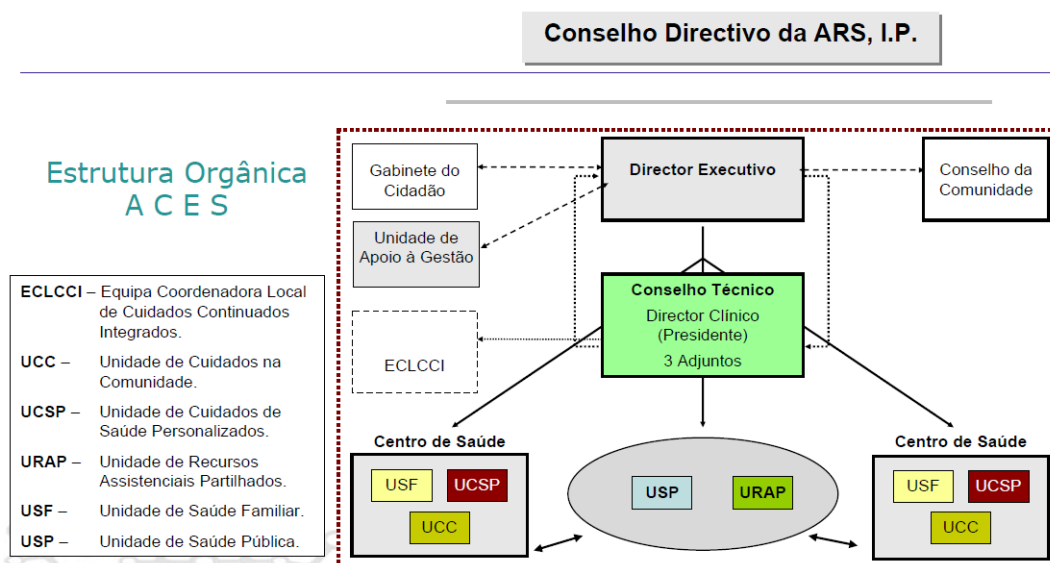 Conselho Directivo da ARS, I.P.
Estrutura Orgânica
A C E S
ECLCCI – Equipa Coordenadora Local
de Cuidados Continuados
Integrados.
UCC – Unidade de Cuidados na
Comunidade.
UCSP – Unidade de Cuidados de
Saúde Personalizados.
URAP – Unidade de Recursos
Assistenciais Partilhados.
USF – Unidade de Saúde Familiar.
USP – Unidade de Saúde Pública.
Gabinete do
Cidadão
Director Executivo
Conselho da
Comunidade
Unidade de
Apoio à Gestão
Conselho Técnico
Director Clínico
(Presidente)
3 Adjuntos
ECLCCI
Centro de Saúde
USF
UCSP
UCC
USP
URAP
Centro de Saúde
USF
UCSP
UCC